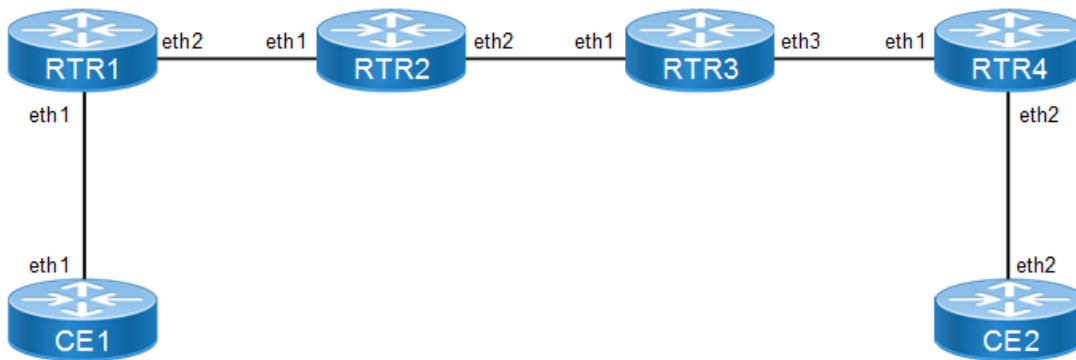 eth2 eth1 eth2 eth1 eth3 eth1
RTR1 RTR2 RTR3 RTR4
eth1 eth2
eth1 eth2
CE1 CE2